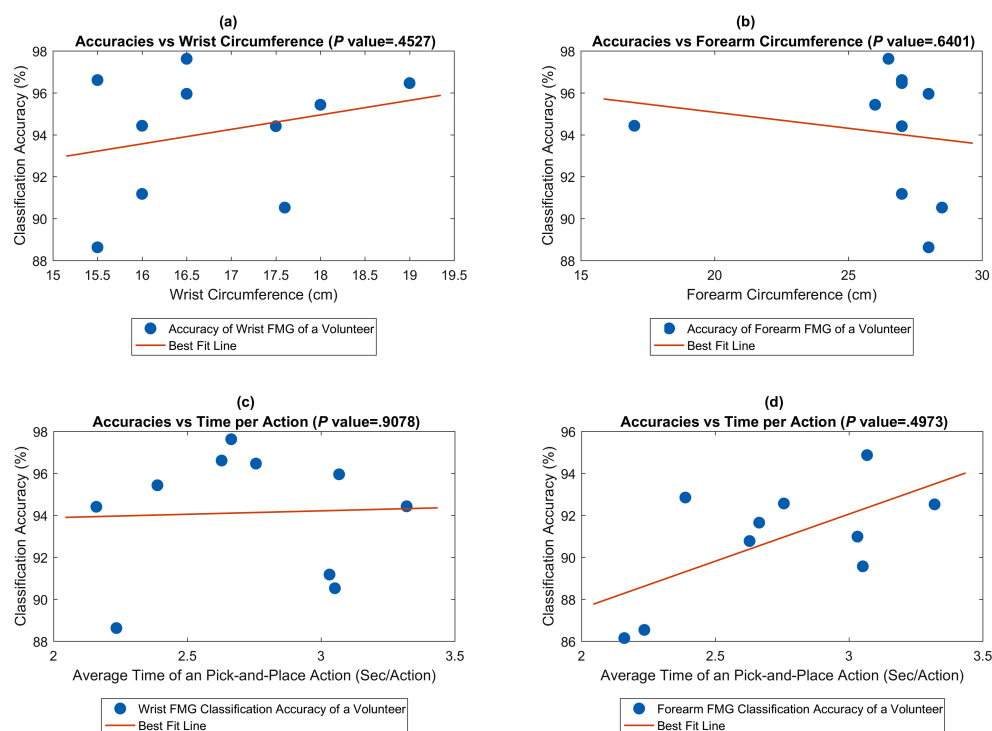 (a)
Accuracies vs Wrist Circumference (P value=.4527)
98
96
94
92
90
88
Classification Accuracy (%)
15 15.5 16 16.5 17 17.5 18 18.5 19 19.5
Wrist Circumference (cm)
Accuracy of Wrist FMG of a Volunteer
Best Fit Line
(b)
Accuracies vs Forearm Circumference (P value=.6401)
98
96
94
92
90
88
Classification Accuracy (%)
15 20 25 30
Forearm Circumference (cm)
Accuracy of Forearm FMG of a Volunteer
Best Fit Line
(c)
Accuracies vs Time per Action (P value=.9078)
98
96
94
92
90
88
Classification Accuracy (%)
2 2.5 3 3.5
Average Time of an Pick-and-Place Action (Sec/Action)
Wrist FMG Classification Accuracy of a Volunteer
Best Fit Line
(d)
Accuracies vs Time per Action (P value=.4973)
96
94
92
90
88
86
Classification Accuracy (%)
2 2.5 3 3.5
Average Time of an Pick-and-Place Action (Sec/Action)
Forearm FMG Classification Accuracy of a Volunteer
Best Fit Line